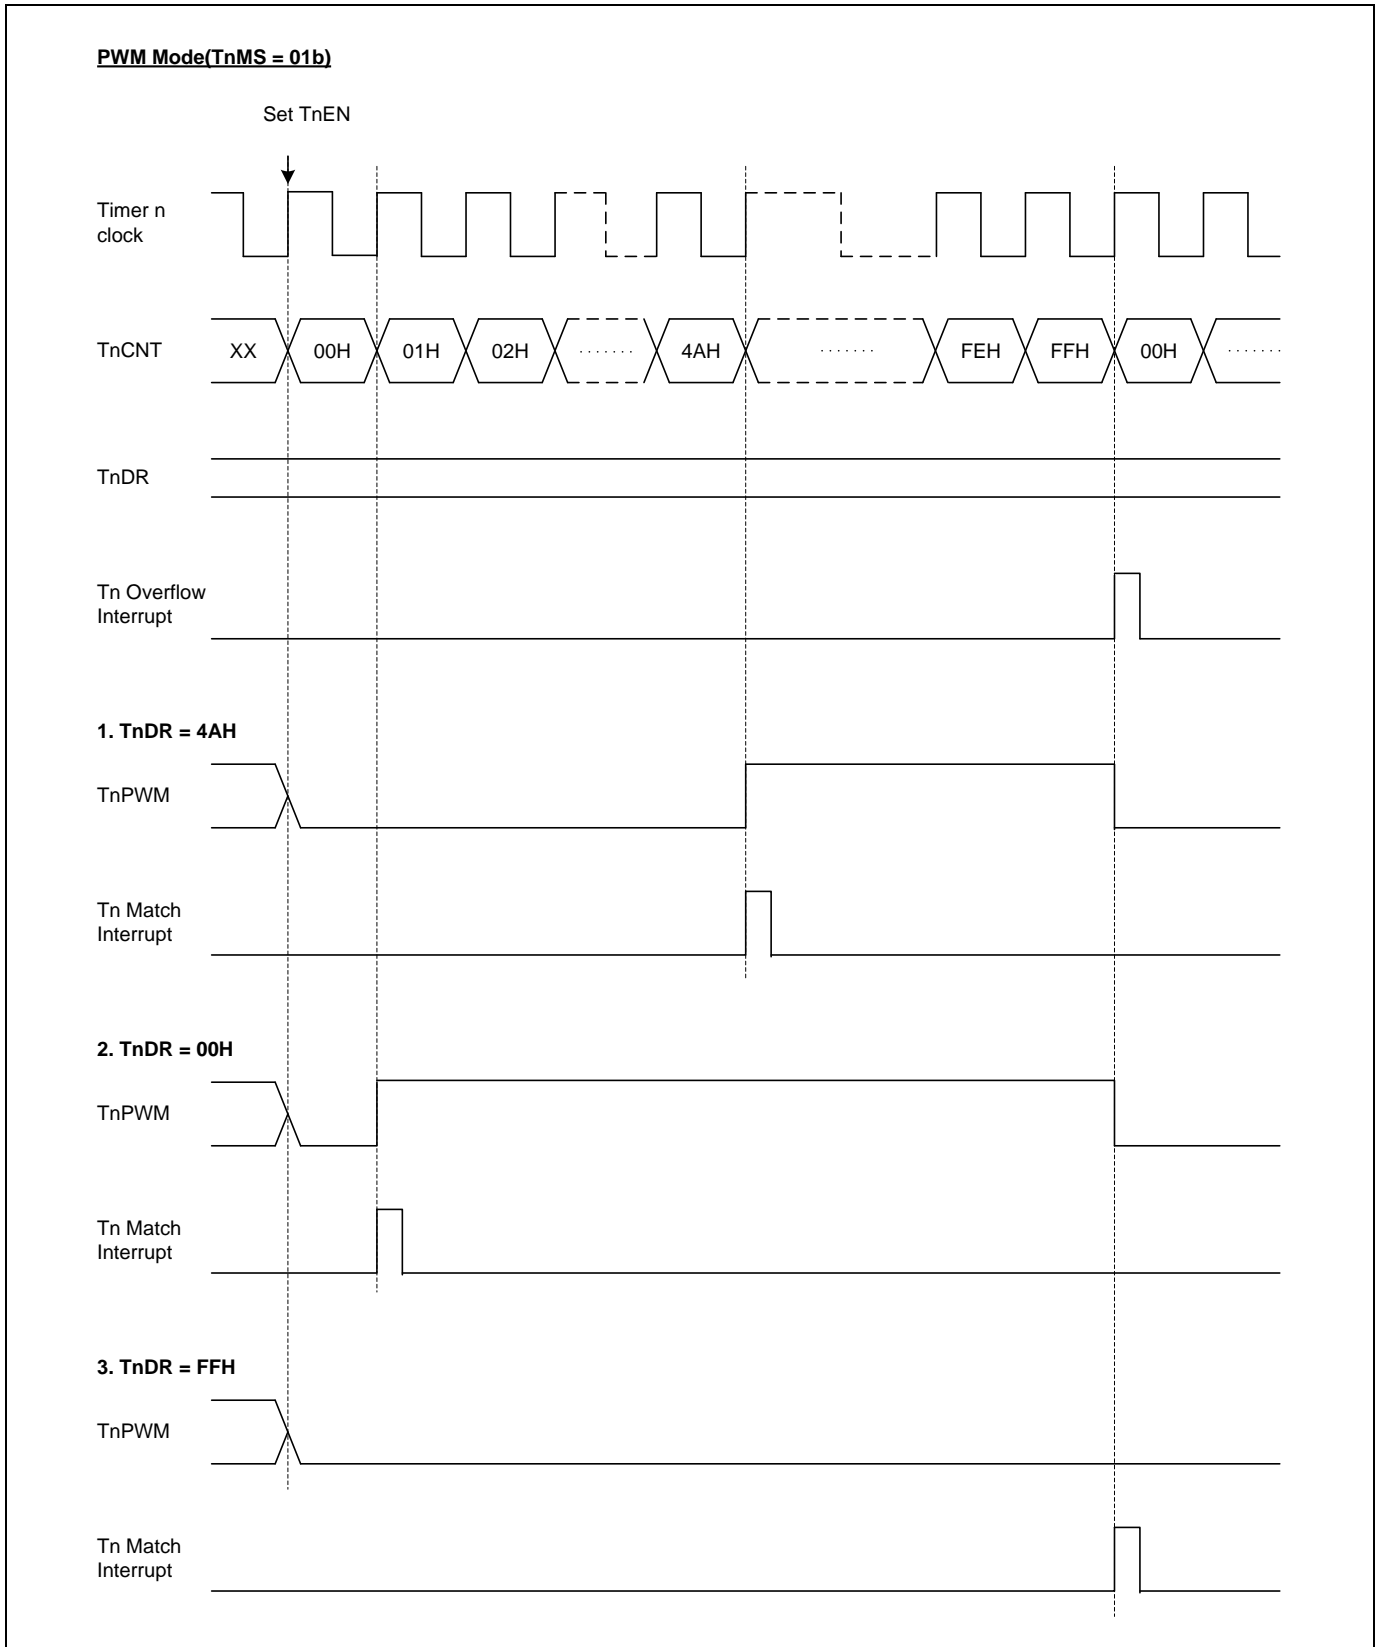 PWM Mode(TnMS = 01b)
Set TnEN
Timer n
clock
TnCNT XX 00H 01H 02H ······· 4AH ······· FEH FFH 00H ·······
TnDR
Tn Overflow
Interrupt
1. TnDR = 4AH
TnPWM
Tn Match
Interrupt
2. TnDR = 00H
TnPWM
Tn Match
Interrupt
3. TnDR = FFH
TnPWM
Tn Match
Interrupt